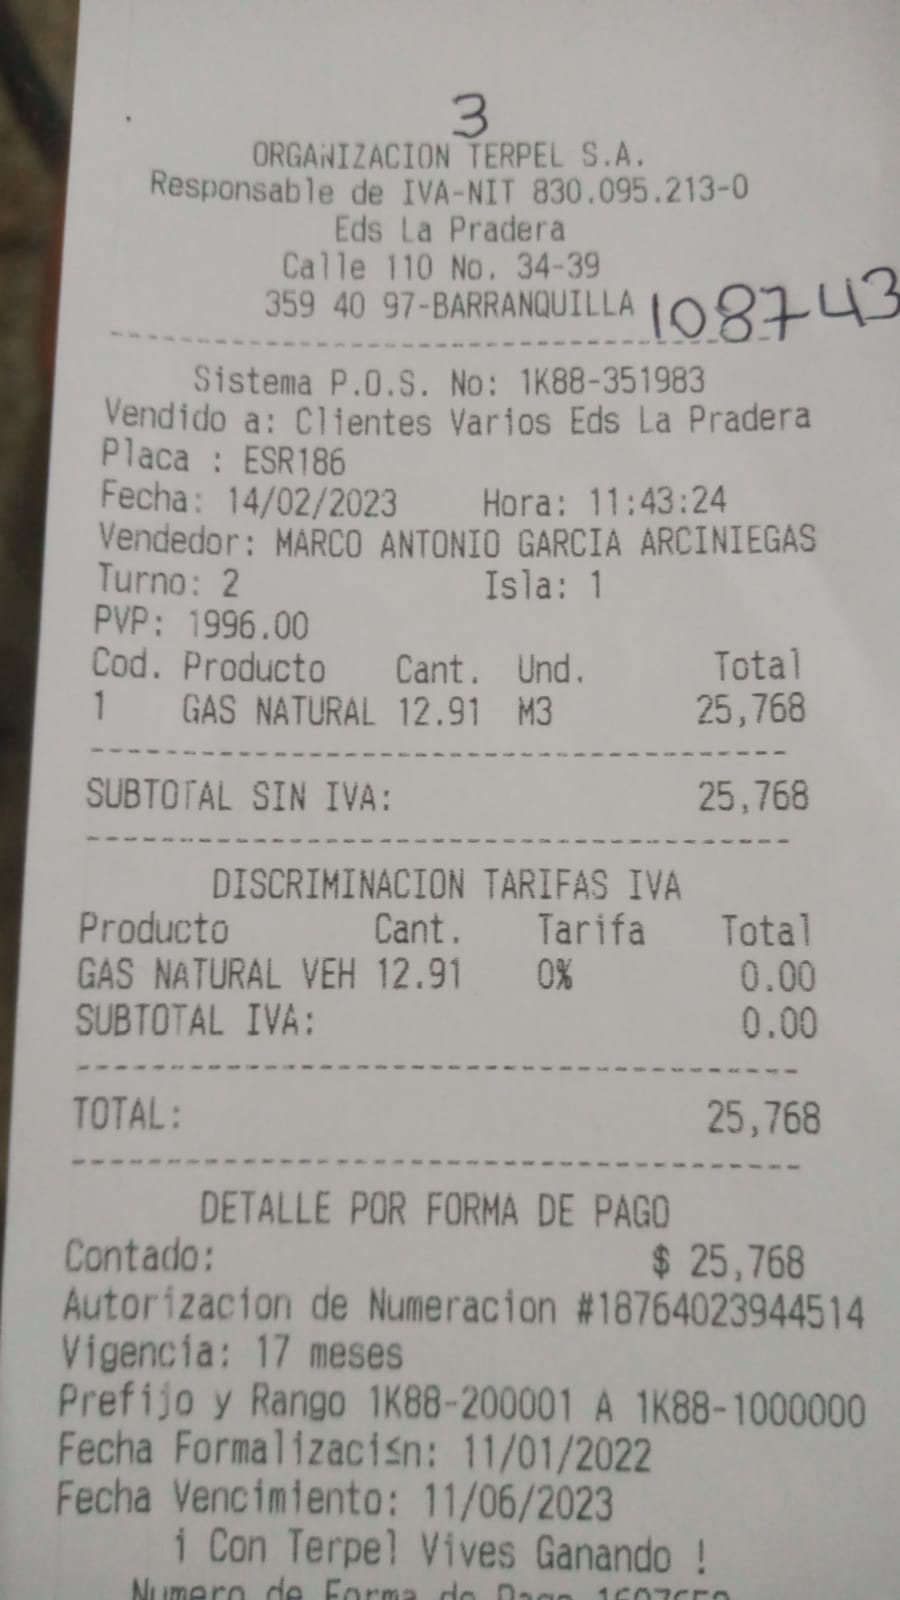 3
ORGANIZACION TERPEL S.A.
Responsable de IVA-NIT 830.095.213-0
Eds La Pradera
Calle 110 No. 34-39
359 40 97-BARRANQUILLA 108743
Sistema P.O.S. No: 1K88-351983
Vendido a: Clientes Varios Eds La Pradera
Placa : ESR186
Fecha: 14/02/2023 Hora: 11:43:24
Vendedor: MARCO ANTONIO GARCIA ARCINIEGAS
Turno: 2 Isla: 1
PVP: 1996.00
Cod. Producto Cant. Und. Total
1 GAS NATURAL 12.91 M3 25,768
SUBTOTAL SIN IVA: 25,768
DISCRIMINACION TARIFAS IVA
Producto Cant. Tarifa Total
GAS NATURAL VEH 12.91 0% 0.00
SUBTOTAL IVA: 0.00
TOTAL: 25,768
DETALLE POR FORMA DE PAGO
Contado: $ 25,768
Autorizacion de Numeracion #18764023944514
Vigencia: 17 meses
Prefijo y Rango 1K88-200001 A 1K88-1000000
Fecha Formalizaci≤n: 11/01/2022
Fecha Vencimiento: 11/06/2023
¡ Con Terpel Vives Ganando !
Numero de Forma de Pago